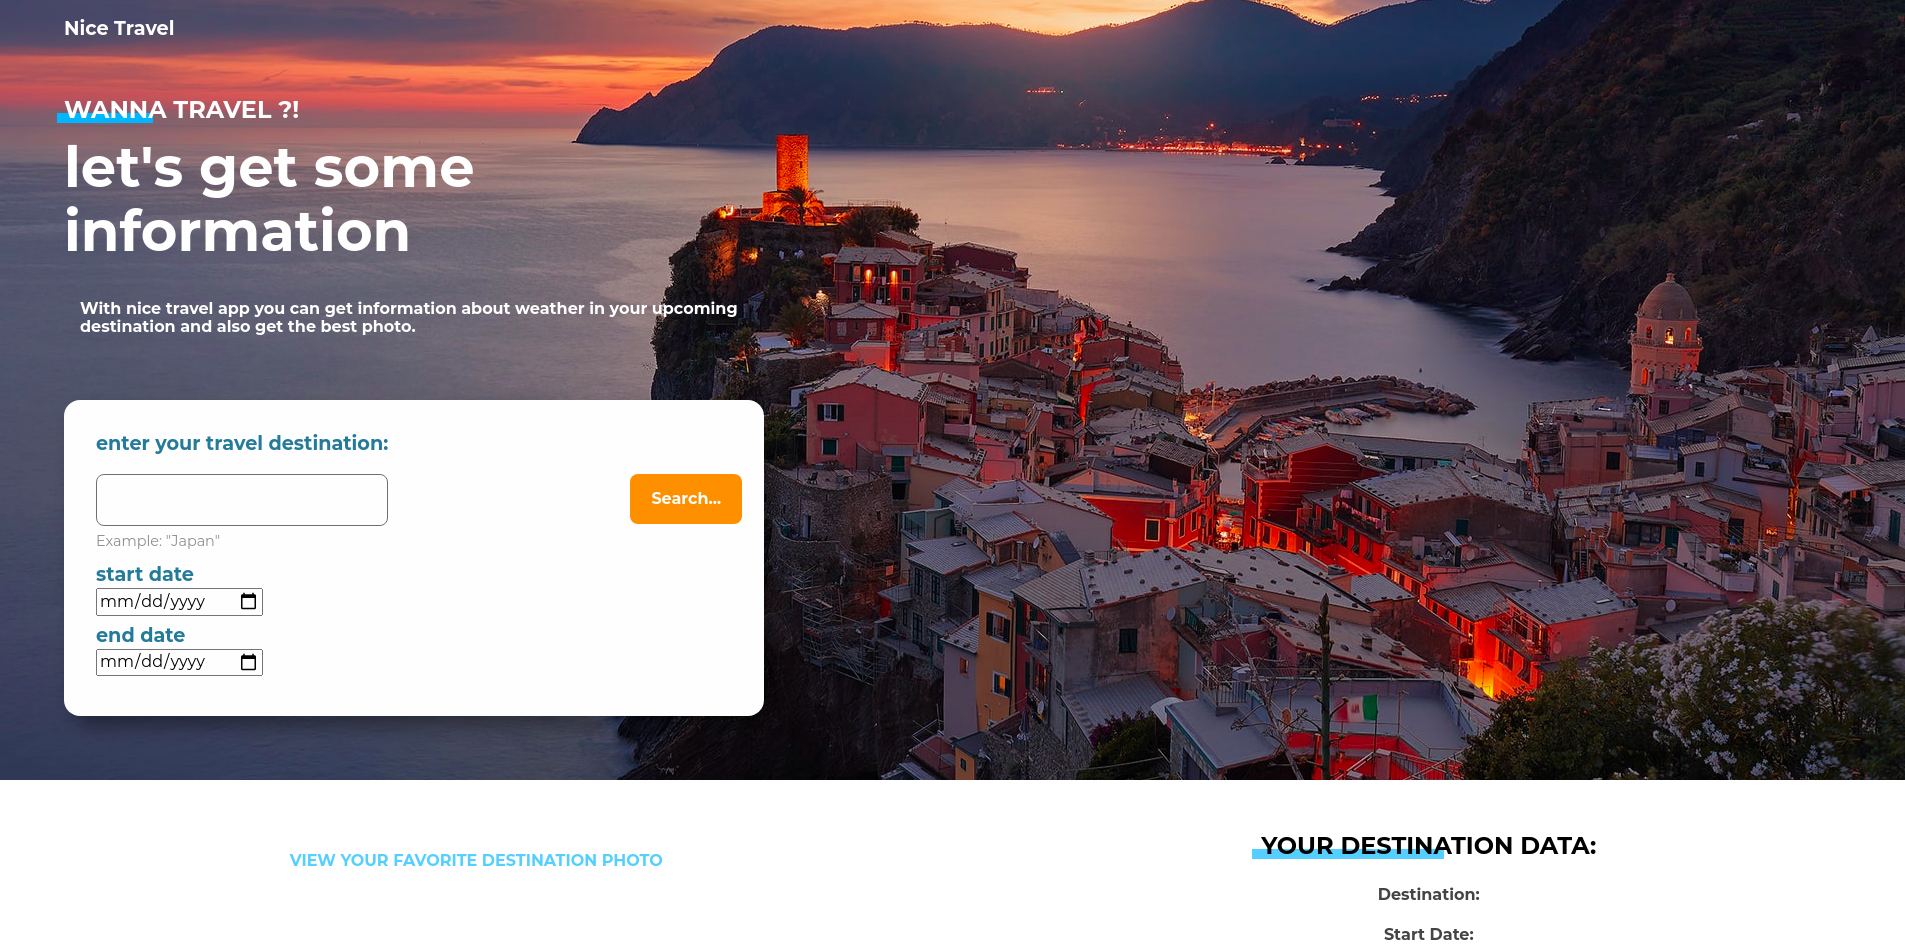 Nice Travel
WANNA TRAVEL ?!
let's get some
information
With nice travel app you can get information about weather in your upcoming
destination and also get the best photo.
enter your travel destination:
Search...
Example: "Japan"
start date
mm/dd/yyyy
end date
mm/dd/yyyy
VIEW YOUR FAVORITE DESTINATION PHOTO
YOUR DESTINATION DATA:
Destination:
Start Date: